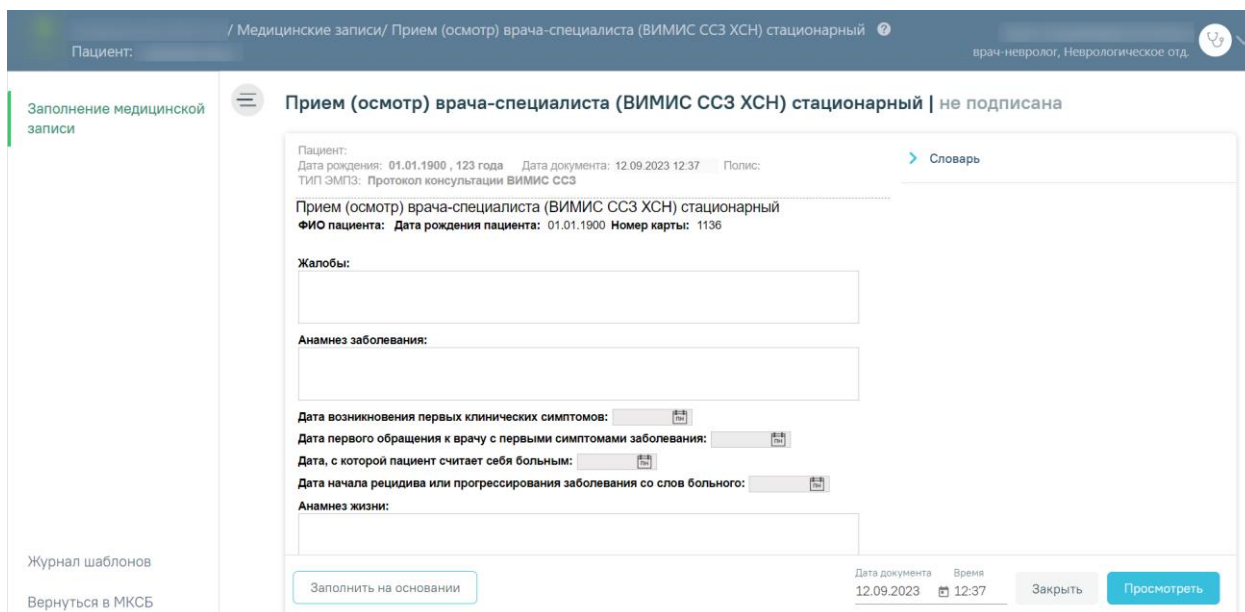 / Медицинские записи/ Прием (осмотр) врача-специалиста (ВИМИС ССЗ ХСН) стационарный ?
Пациент:
врач-невролог, Неврологическое отд.
Заполнение медицинской
записи
Прием (осмотр) врача-специалиста (ВИМИС ССЗ ХСН) стационарный | не подписана
Пациент:
Дата рождения: 01.01.1900 , 123 года Дата документа: 12.09.2023 12:37 Полис:
ТИП ЭМПЗ: Протокол консультации ВИМИС ССЗ
Словарь
Прием (осмотр) врача-специалиста (ВИМИС ССЗ ХСН) стационарный
ФИО пациента: Дата рождения пациента: 01.01.1900 Номер карты: 1136
Жалобы:
Анамнез заболевания:
Дата возникновения первых клинических симптомов: ПН
Дата первого обращения к врачу с первыми симптомами заболевания: ПН
Дата, с которой пациент считает себя больным: ПН
Дата начала рецидива или прогрессирования заболевания со слов больного: ПН
Анамнез жизни:
Журнал шаблонов
Вернуться в МКСБ
Заполнить на основании
Дата документа Время
12.09.2023 12:37
Закрыть
Просмотреть